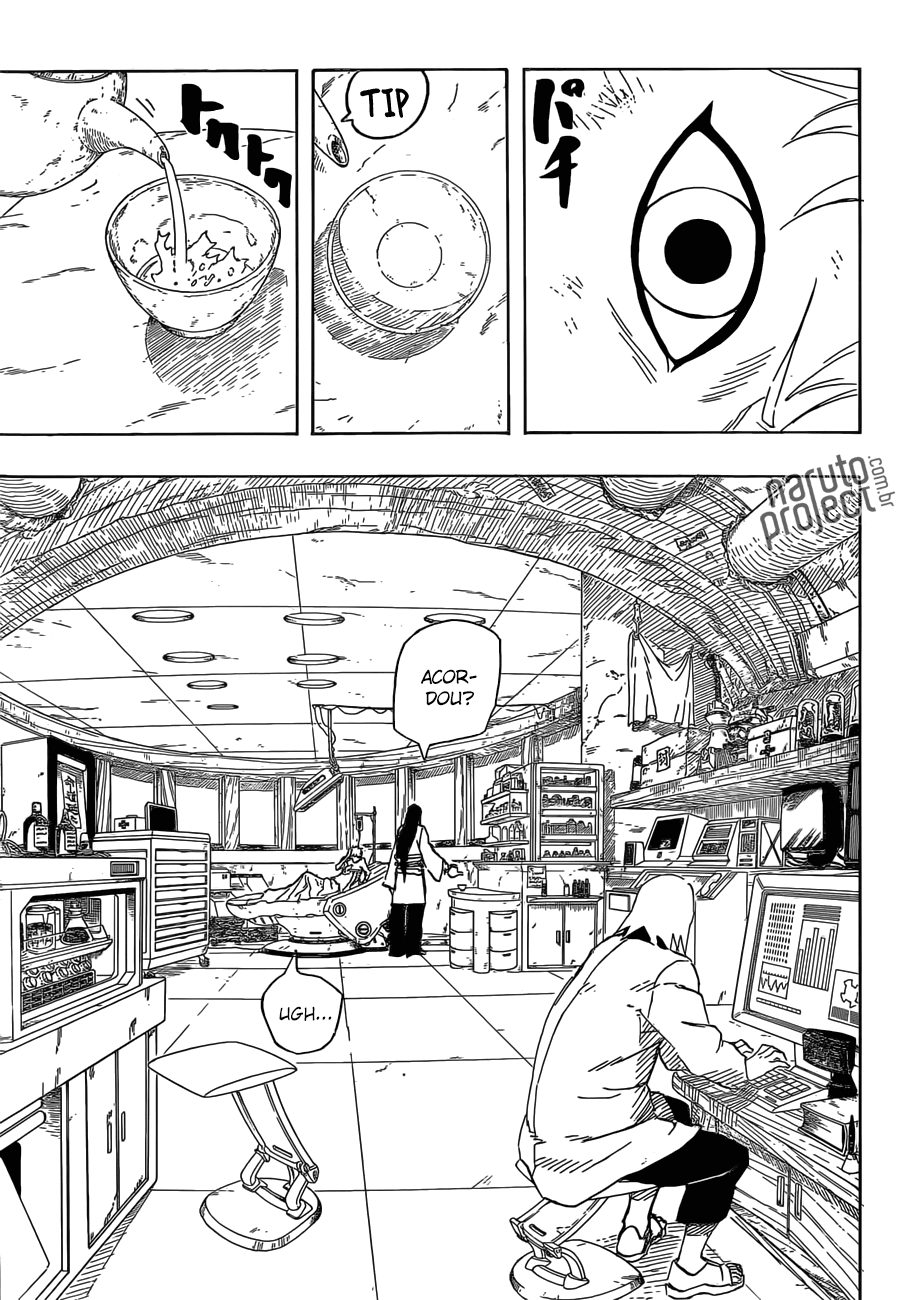 パチ
TIP
トクトク
naruto
project
.com.br
ACOR-
DOU?
UGH...